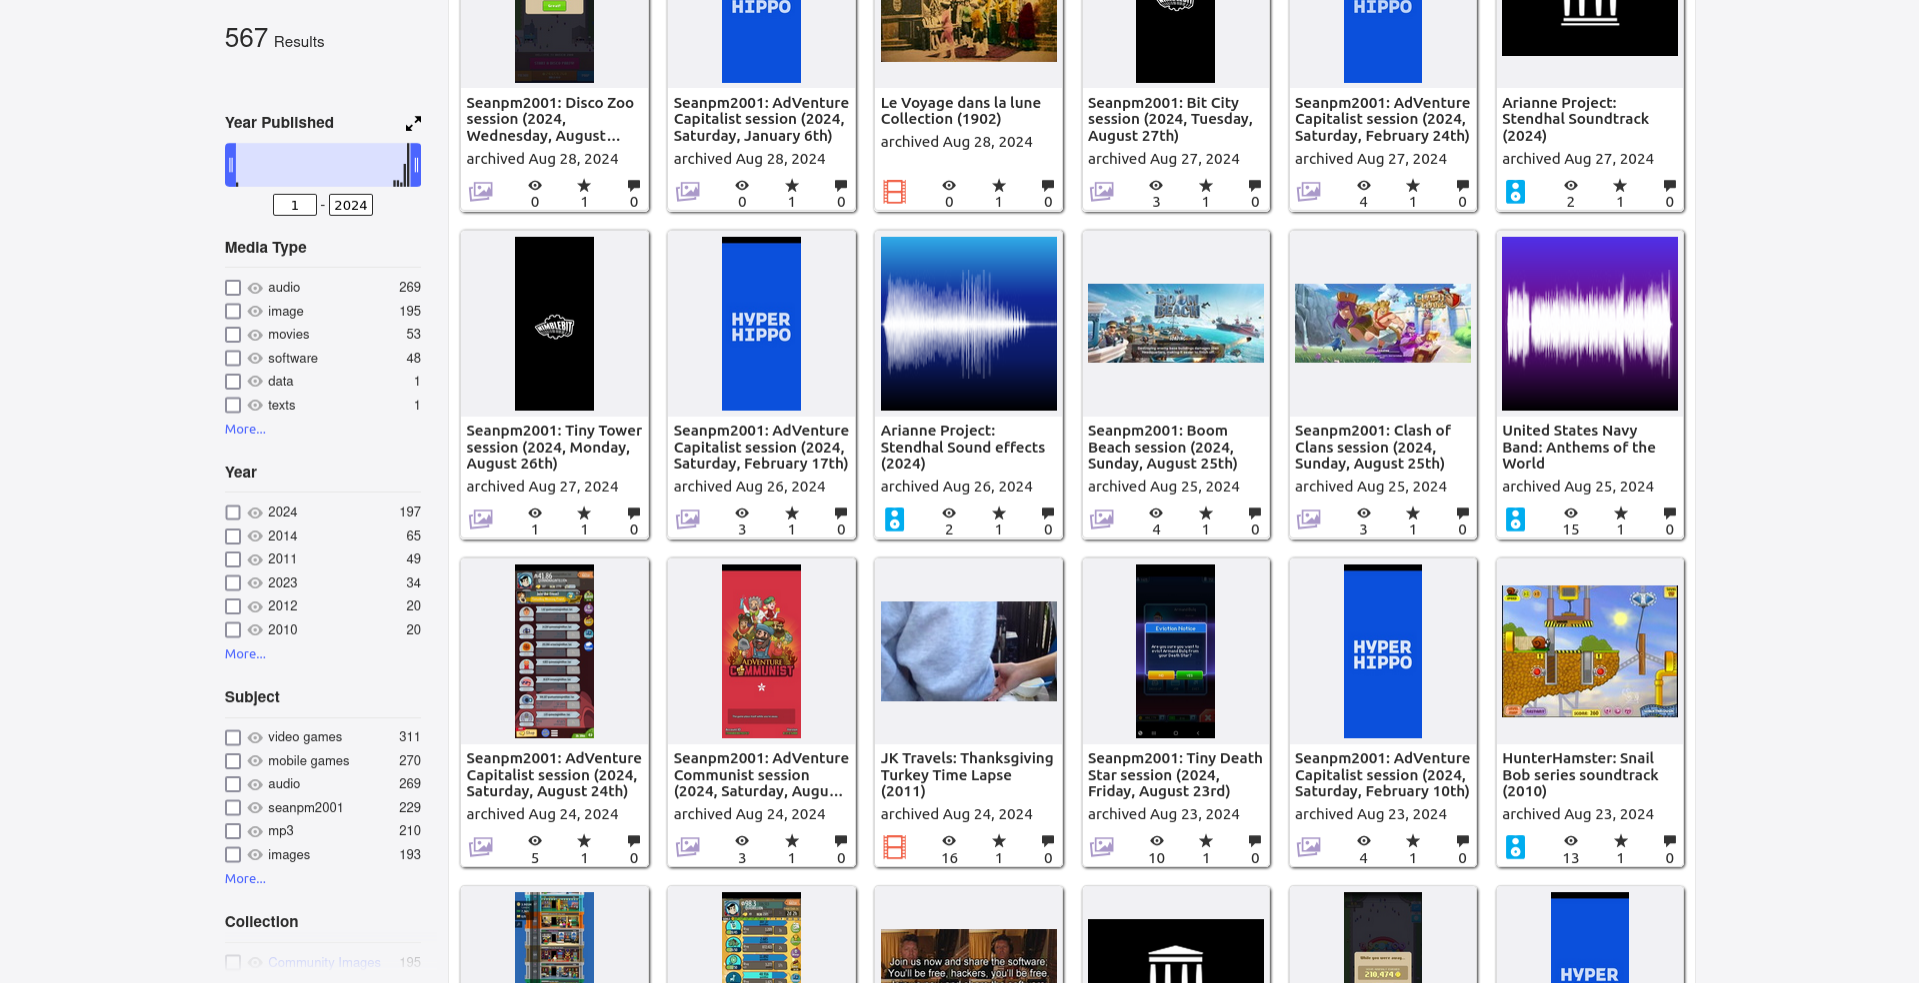 567 Results
Year Published
1 - 2024
Media Type
audio 269
image 195
movies 53
software 48
data 1
texts 1
More...
Year
2024 197
2014 65
2011 49
2023 34
2012 20
2010 20
More...
Subject
video games 311
mobile games 270
audio 269
seanpm2001 229
mp3 210
images 193
More...
Collection
Community Images 195
HIPPO
HIPPO
Seanpm2001: Disco Zoo
session (2024,
Wednesday, August...
archived Aug 28, 2024
0 1 0
Seanpm2001: AdVenture
Capitalist session (2024,
Saturday, January 6th)
archived Aug 28, 2024
0 1 0
Le Voyage dans la lune
Collection (1902)
archived Aug 28, 2024
0 1 0
Seanpm2001: Bit City
session (2024, Tuesday,
August 27th)
archived Aug 27, 2024
3 1 0
Seanpm2001: AdVenture
Capitalist session (2024,
Saturday, February 24th)
archived Aug 27, 2024
4 1 0
Arianne Project:
Stendhal Soundtrack
(2024)
archived Aug 27, 2024
2 1 0
NIMBLEBIT
Seanpm2001: Tiny Tower
session (2024, Monday,
August 26th)
archived Aug 27, 2024
1 1 0
HYPER
HIPPO
Seanpm2001: AdVenture
Capitalist session (2024,
Saturday, February 17th)
archived Aug 26, 2024
3 1 0
Arianne Project:
Stendhal Sound effects
(2024)
archived Aug 26, 2024
2 1 0
BOOM
BEACH
Seanpm2001: Boom
Beach session (2024,
Sunday, August 25th)
archived Aug 25, 2024
4 1 0
Seanpm2001: Clash of
Clans session (2024,
Sunday, August 25th)
archived Aug 25, 2024
3 1 0
United States Navy
Band: Anthems of the
World
archived Aug 25, 2024
15 1 0
Seanpm2001: AdVenture
Capitalist session (2024,
Saturday, August 24th)
archived Aug 24, 2024
5 1 0
ADVENTURE
COMMUNIST
Seanpm2001: AdVenture
Communist session
(2024, Saturday, Augu...
archived Aug 24, 2024
3 1 0
JK Travels: Thanksgiving
Turkey Time Lapse
(2011)
archived Aug 24, 2024
16 1 0
Eviction Notice
Seanpm2001: Tiny Death
Star session (2024,
Friday, August 23rd)
archived Aug 23, 2024
10 1 0
HYPER
HIPPO
Seanpm2001: AdVenture
Capitalist session (2024,
Saturday, February 10th)
archived Aug 23, 2024
4 1 0
HunterHamster: Snail
Bob series soundtrack
(2010)
archived Aug 23, 2024
13 1 0
Join us now and share the software;
You'll be free, hackers, you'll be free.
While you were away...
210,474
HYPER